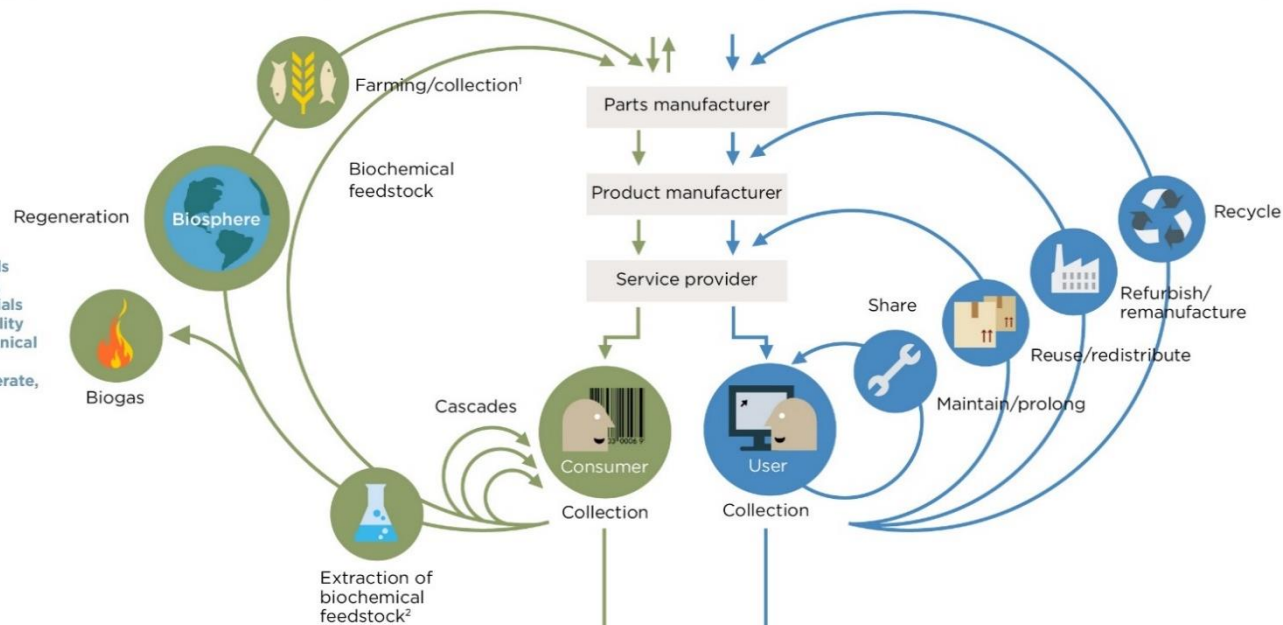 Farming/collection¹
Parts manufacturer
Biochemical
feedstock
Product manufacturer
Regeneration
Biosphere
Recycle
Service provider
Share
Refurbish/
remanufacture
Reuse/redistribute
Biogas
Cascades
Maintain/prolong
Consumer
User
Collection
Collection
Extraction of
biochemical
feedstock²